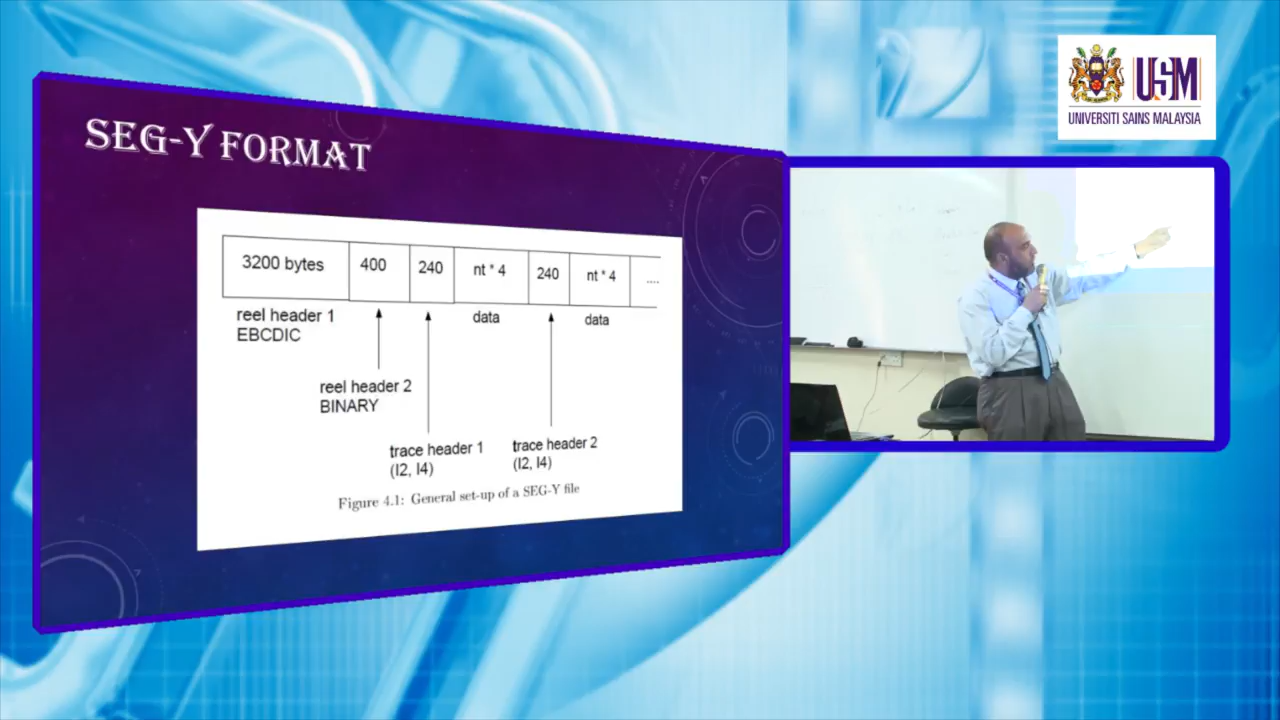 SEG-Y FORMAT
3200 bytes 400 240 nt * 4 240 nt * 4 ....
reel header 1
EBCDIC
data data
reel header 2
BINARY
trace header 1
(I2, I4)
trace header 2
(I2, I4)
Figure 4.1: General set-up of a SEG-Y file
USM
UNIVERSITI SAINS MALAYSIA